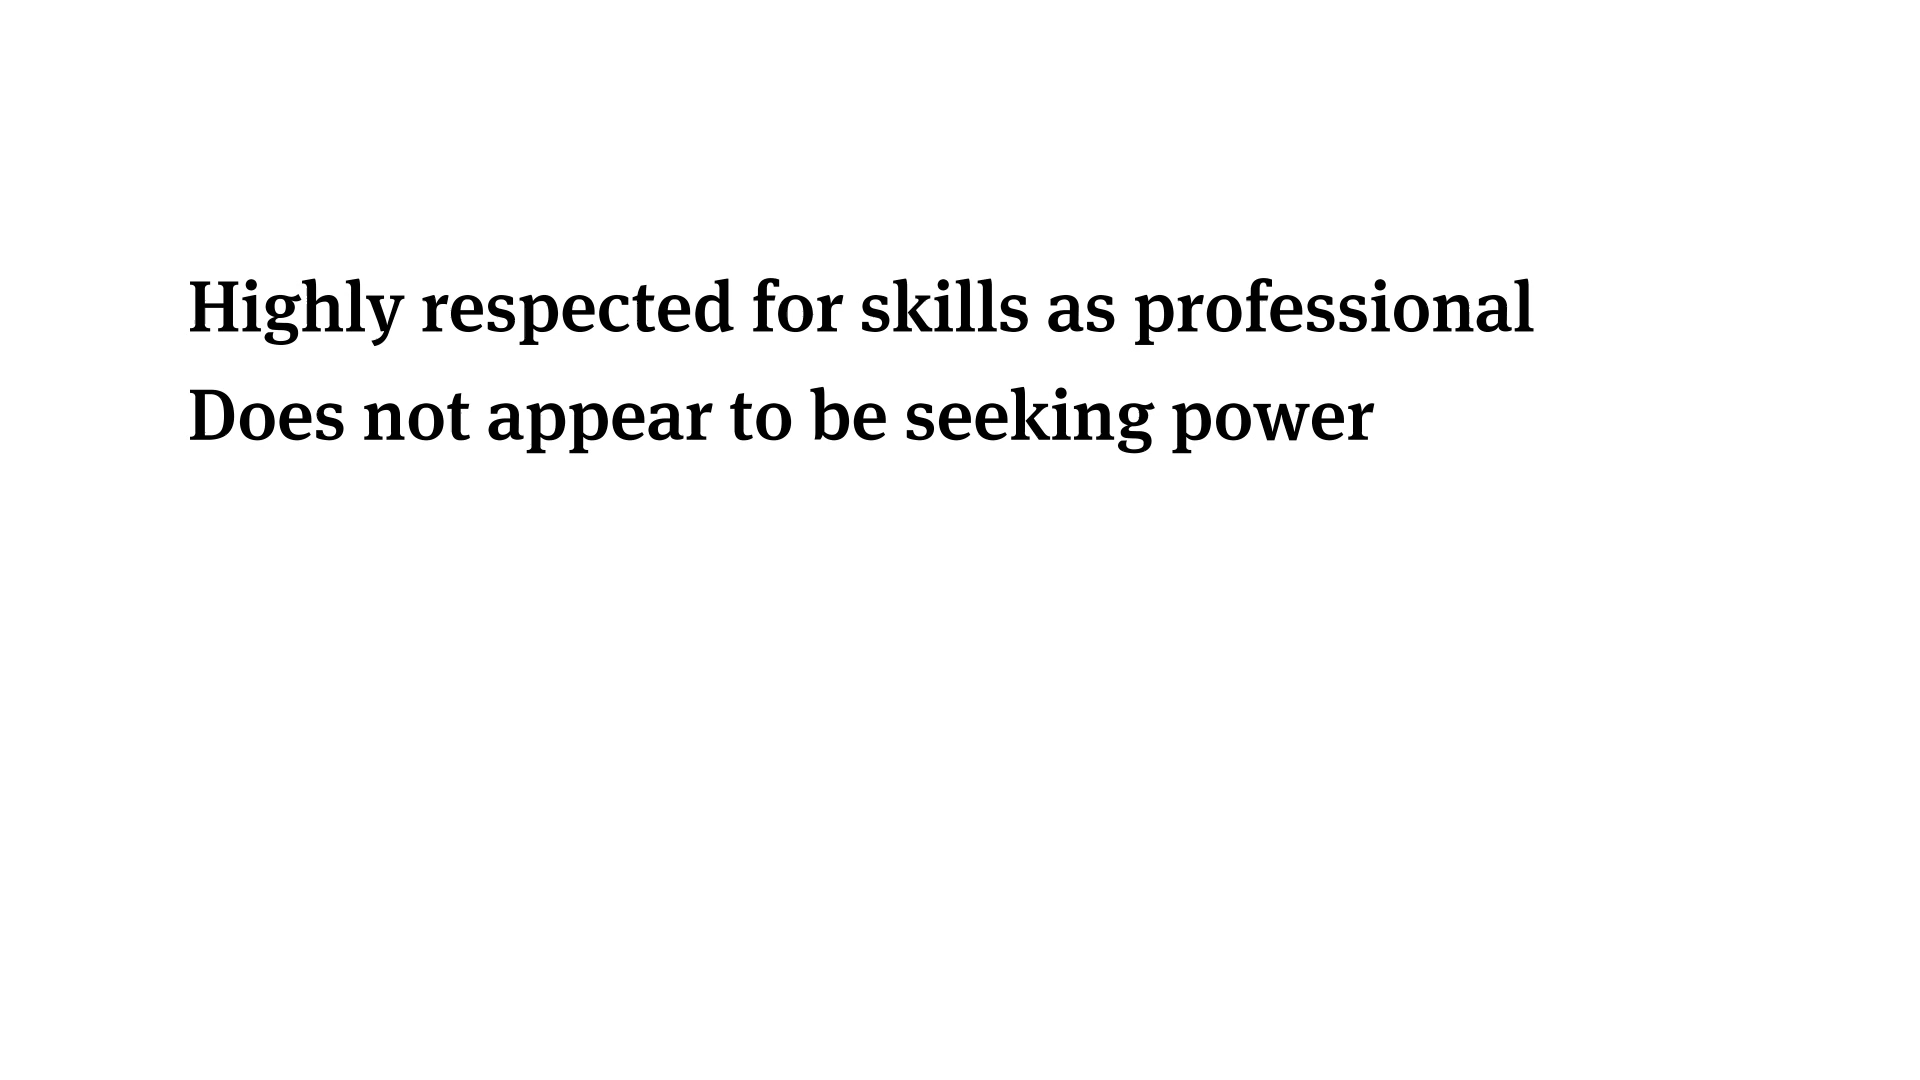 Highly respected for skills as professional
Does not appear to be seeking power